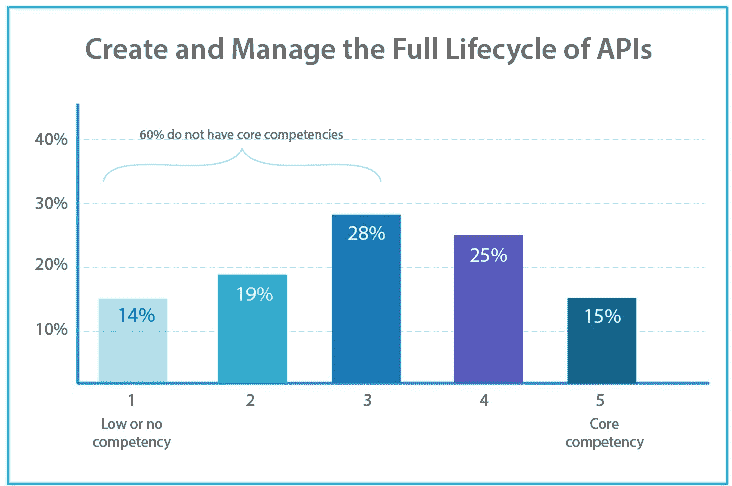 Create and Manage the Full Lifecycle of APIs
60% do not have core competencies
40%
30%
20%
10%
14%
19%
28%
25%
15%
1
2
3
4
5
Low or no
competency
Core
competency